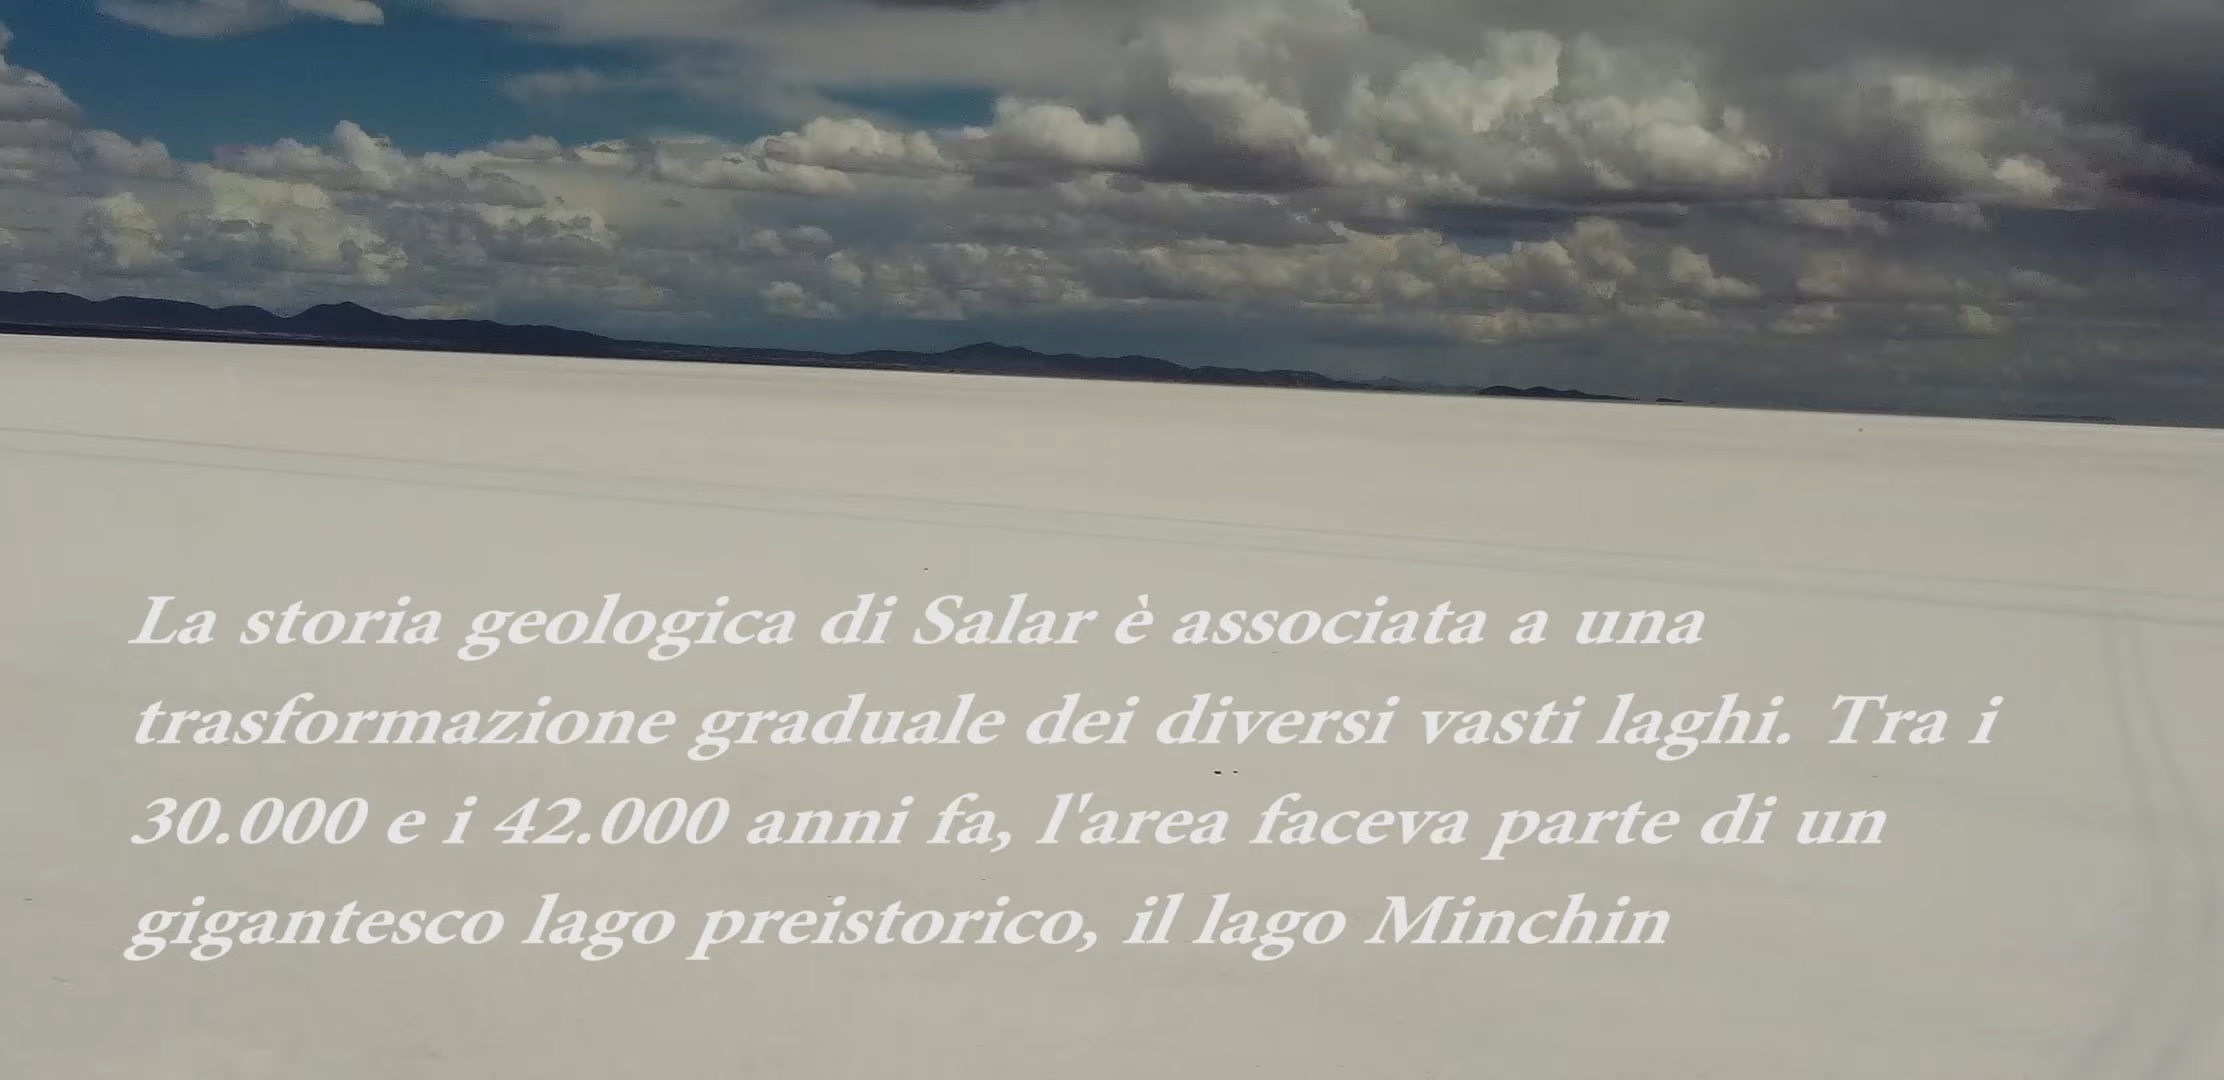 La storia geologica di Salar è associata a una
trasformazione graduale dei diversi vasti laghi. Tra i
30.000 e i 42.000 anni fa, l'area faceva parte di un
gigantesco lago preistorico, il lago Minchin